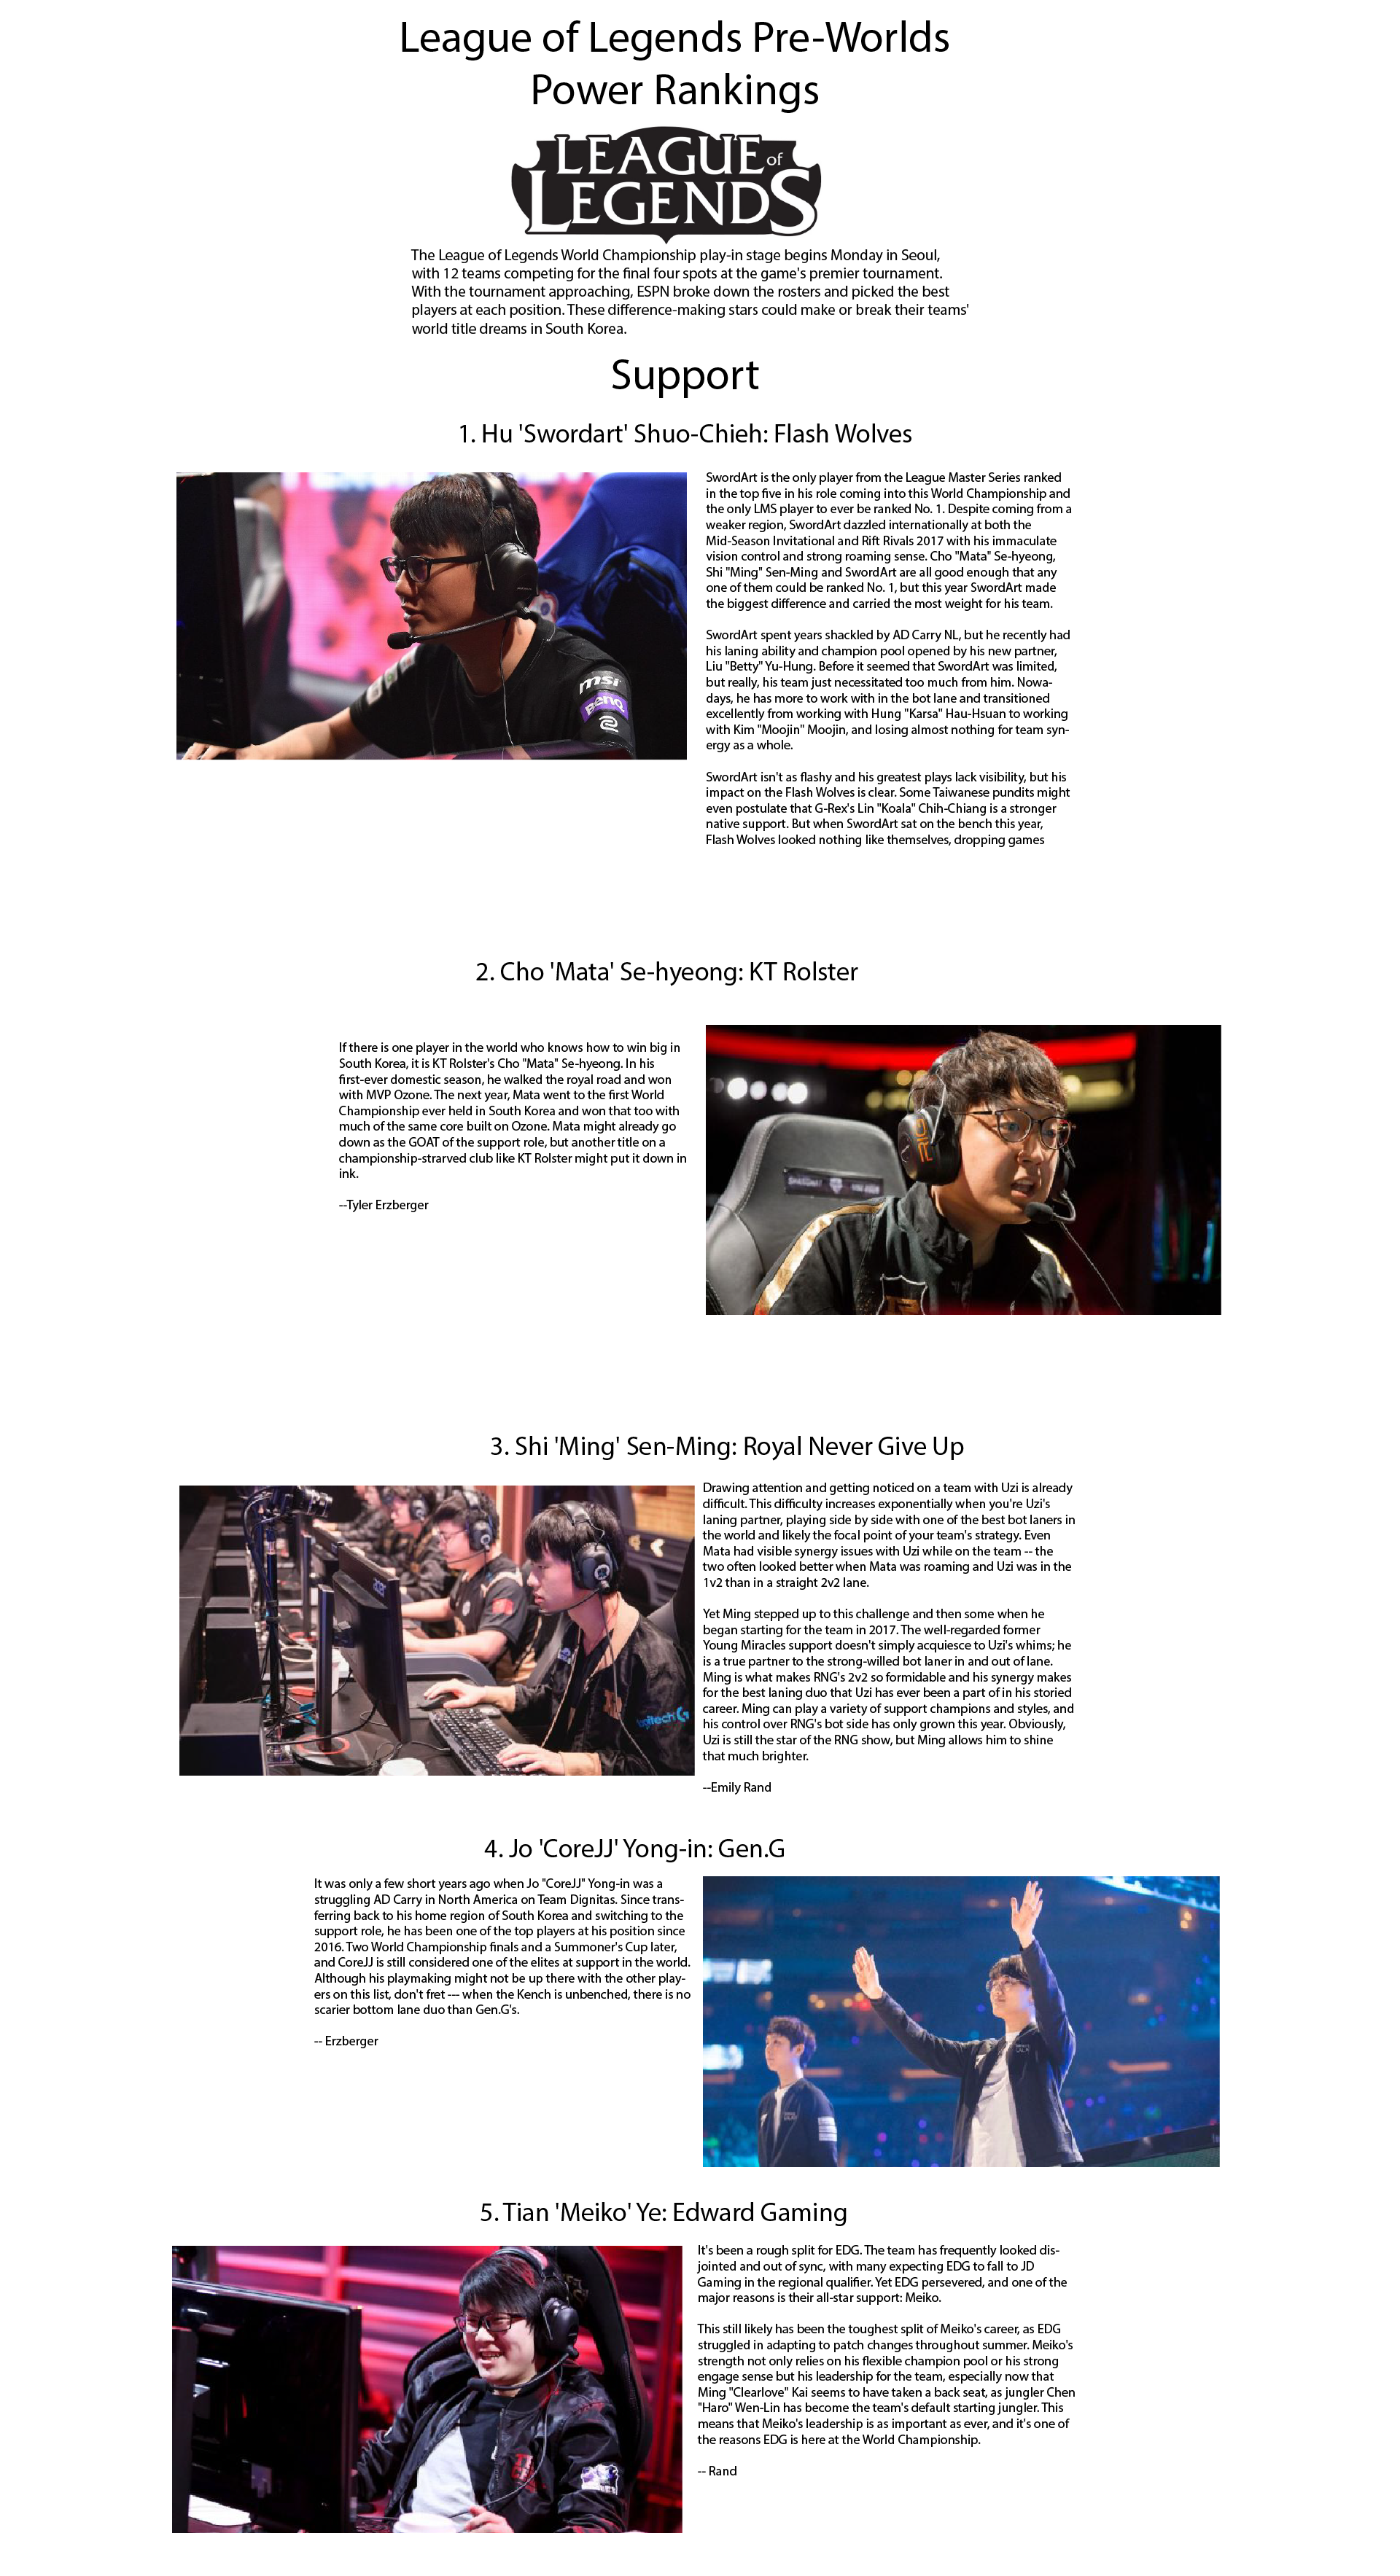 League of Legends Pre-Worlds
Power Rankings
LEAGUE of
LEGENDS
The League of Legends World Championship play-in stage begins Monday in Seoul,
with 12 teams competing for the final four spots at the game's premier tournament.
With the tournament approaching, ESPN broke down the rosters and picked the best
players at each position. These difference-making stars could make or break their teams'
world title dreams in South Korea.
Support
1. Hu 'Swordart' Shuo-Chieh: Flash Wolves
SwordArt is the only player from the League Master Series ranked
in the top five in his role coming into this World Championship and
the only LMS player to ever be ranked No. 1. Despite coming from a
weaker region, SwordArt dazzled internationally at both the
Mid-Season Invitational and Rift Rivals 2017 with his immaculate
vision control and strong roaming sense. Cho "Mata" Se-hyeong,
Shi "Ming" Sen-Ming and SwordArt are all good enough that any
one of them could be ranked No. 1, but this year SwordArt made
the biggest difference and carried the most weight for his team.
SwordArt spent years shackled by AD Carry NL, but he recently had
his laning ability and champion pool opened by his new partner,
Liu "Betty" Yu-Hung. Before it seemed that SwordArt was limited,
but really, his team just necessitated too much from him. Nowa-
days, he has more to work with in the bot lane and transitioned
excellently from working with Hung "Karsa" Hau-Hsuan to working
with Kim "Moojin" Moojin, and losing almost nothing for team syn-
ergy as a whole.
SwordArt isn't as flashy and his greatest plays lack visibility, but his
impact on the Flash Wolves is clear. Some Taiwanese pundits might
even postulate that G-Rex's Lin "Koala" Chih-Chiang is a stronger
native support. But when SwordArt sat on the bench this year,
Flash Wolves looked nothing like themselves, dropping games
msi
BenQ
2. Cho 'Mata' Se-hyeong: KT Rolster
If there is one player in the world who knows how to win big in
South Korea, it is KT Rolster's Cho "Mata" Se-hyeong. In his
first-ever domestic season, he walked the royal road and won
with MVP Ozone. The next year, Mata went to the first World
Championship ever held in South Korea and won that too with
much of the same core built on Ozone. Mata might already go
down as the GOAT of the support role, but another title on a
championship-strarved club like KT Rolster might put it down in
ink.
--Tyler Erzberger
3. Shi 'Ming' Sen-Ming: Royal Never Give Up
Drawing attention and getting noticed on a team with Uzi is already
difficult. This difficulty increases exponentially when you're Uzi's
laning partner, playing side by side with one of the best bot laners in
the world and likely the focal point of your team's strategy. Even
Mata had visible synergy issues with Uzi while on the team -- the
two often looked better when Mata was roaming and Uzi was in the
1v2 than in a straight 2v2 lane.
Yet Ming stepped up to this challenge and then some when he
began starting for the team in 2017. The well-regarded former
Young Miracles support doesn't simply acquiesce to Uzi's whims; he
is a true partner to the strong-willed bot laner in and out of lane.
Ming is what makes RNG's 2v2 so formidable and his synergy makes
for the best laning duo that Uzi has ever been a part of in his storied
career. Ming can play a variety of support champions and styles, and
his control over RNG's bot side has only grown this year. Obviously,
Uzi is still the star of the RNG show, but Ming allows him to shine
that much brighter.
--Emily Rand
acer
logitech G
4. Jo 'CoreJJ' Yong-in: Gen.G
It was only a few short years ago when Jo "CoreJJ" Yong-in was a
struggling AD Carry in North America on Team Dignitas. Since trans-
ferring back to his home region of South Korea and switching to the
support role, he has been one of the top players at his position since
2016. Two World Championship finals and a Summoner's Cup later,
and CoreJJ is still considered one of the elites at support in the world.
Although his playmaking might not be up there with the other play-
ers on this list, don't fret --- when the Kench is unbenched, there is no
scarier bottom lane duo than Gen.G's.
-- Erzberger
5. Tian 'Meiko' Ye: Edward Gaming
It's been a rough split for EDG. The team has frequently looked dis-
jointed and out of sync, with many expecting EDG to fall to JD
Gaming in the regional qualifier. Yet EDG persevered, and one of the
major reasons is their all-star support: Meiko.
This still likely has been the toughest split of Meiko's career, as EDG
struggled in adapting to patch changes throughout summer. Meiko's
strength not only relies on his flexible champion pool or his strong
engage sense but his leadership for the team, especially now that
Ming "Clearlove" Kai seems to have taken a back seat, as jungler Chen
"Haro" Wen-Lin has become the team's default starting jungler. This
means that Meiko's leadership is as important as ever, and it's one of
the reasons EDG is here at the World Championship.
-- Rand